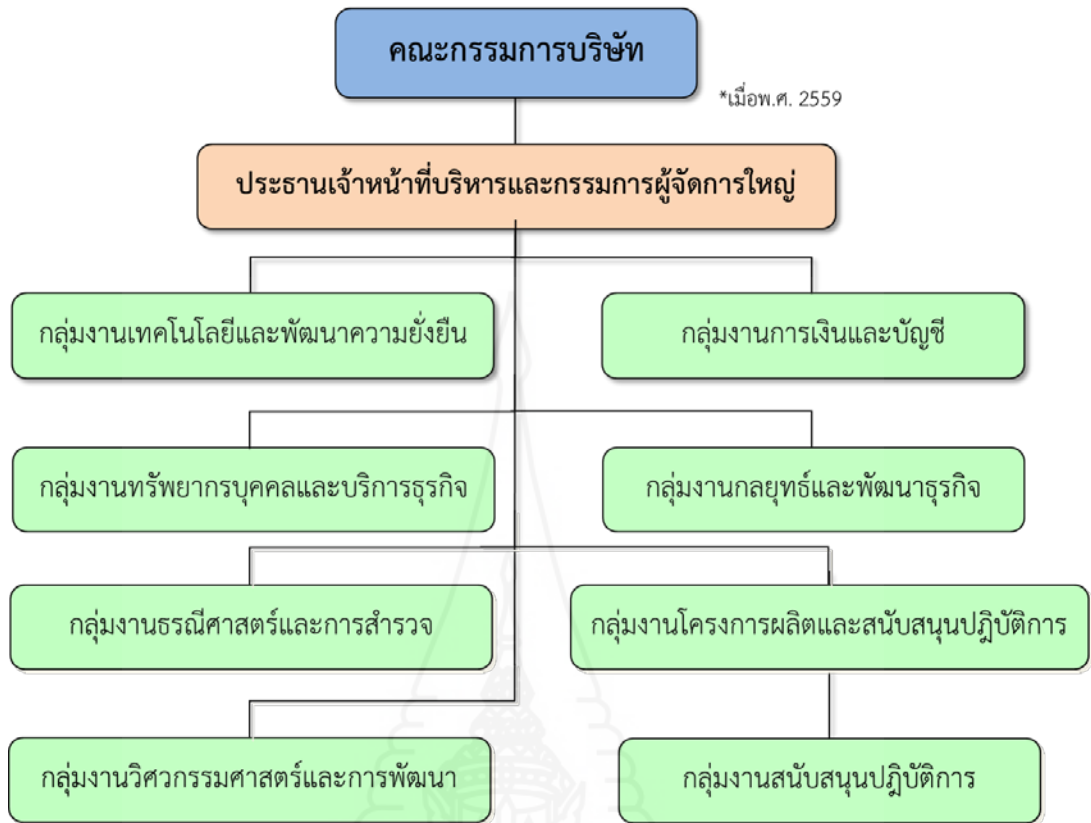 คณะกรรมการบริษัท
*เมื่อพ.ศ. 2559
ประธานเจ้าหน้าที่บริหารและกรรมการผู้จัดการใหญ่
กลุ่มงานเทคโนโลยีและพัฒนาความยั่งยืน
กลุ่มงานการเงินและบัญชี
กลุ่มงานทรัพยากรบุคคลและบริการธุรกิจ
กลุ่มงานกลยุทธ์และพัฒนาธุรกิจ
กลุ่มงานธรณีศาสตร์และการสำรวจ
กลุ่มงานโครงการผลิตและสนับสนุนปฎิบัติการ
กลุ่มงานวิศวกรรมศาสตร์และการพัฒนา
กลุ่มงานสนับสนุนปฎิบัติการ